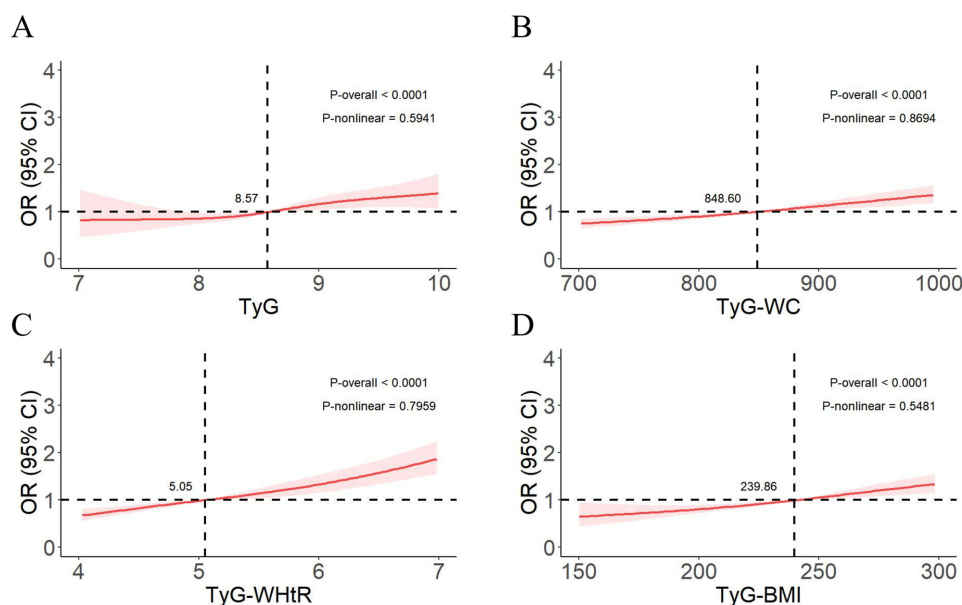 A
OR (95% CI)
4
3
2
1
0
P-overall < 0.0001
P-nonlinear = 0.5941
8.57
7 8 9 10
TyG
B
OR (95% CI)
4
3
2
1
0
P-overall < 0.0001
P-nonlinear = 0.8694
848.60
700 800 900 1000
TyG-WC
C
OR (95% CI)
4
3
2
1
0
P-overall < 0.0001
P-nonlinear = 0.7959
5.05
4 5 6 7
TyG-WHtR
D
OR (95% CI)
4
3
2
1
0
P-overall < 0.0001
P-nonlinear = 0.5481
239.86
150 200 250 300
TyG-BMI